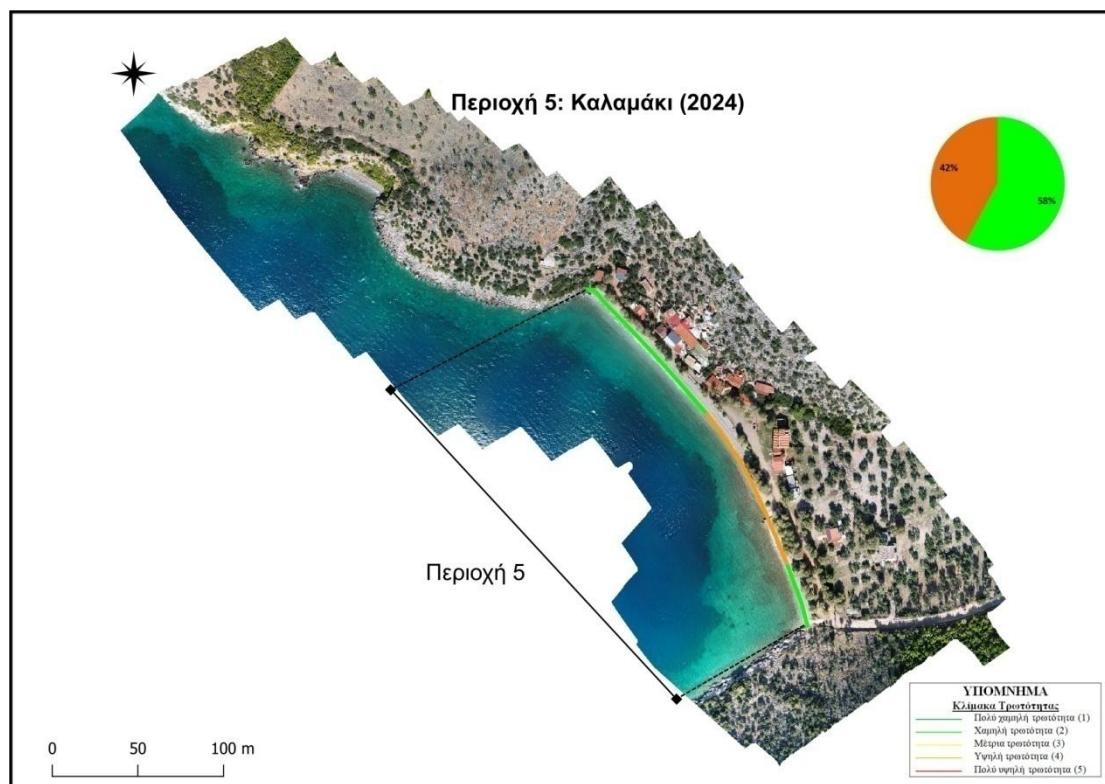 Περιοχή 5: Καλαμάκι (2024)
42%
58%
Περιοχή 5
0 50 100 m
ΥΠΟΜΝΗΜΑ
Κλίμακα Τρωτότητας
Πολύ χαμηλή τρωτότητα (1)
Χαμηλή τρωτότητα (2)
Μέτρια τρωτότητα (3)
Υψηλή τρωτότητα (4)
Πολύ υψηλή τρωτότητα (5)